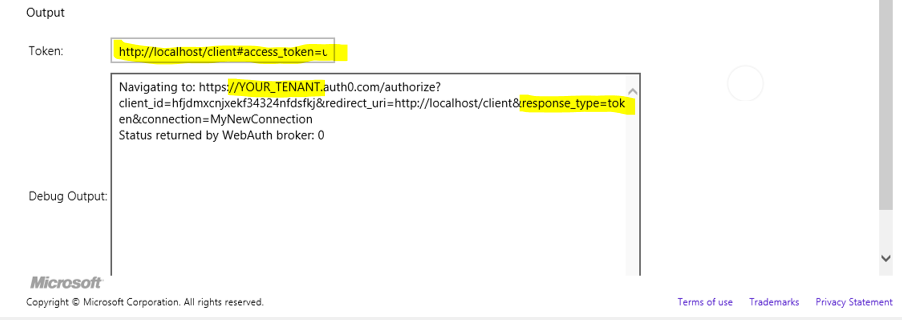 Output
Token:
http://localhost/client#access_token=u
Navigating to: https://YOUR_TENANT.auth0.com/authorize?
client_id=hfjdmxcnjxekf34324nfdsfkj&redirect_uri=http://localhost/client&response_type=tok
en&connection=MyNewConnection
Status returned by WebAuth broker: 0
Debug Output:
Microsoft
Copyright © Microsoft Corporation. All rights reserved.
Terms of use Trademarks Privacy Statement